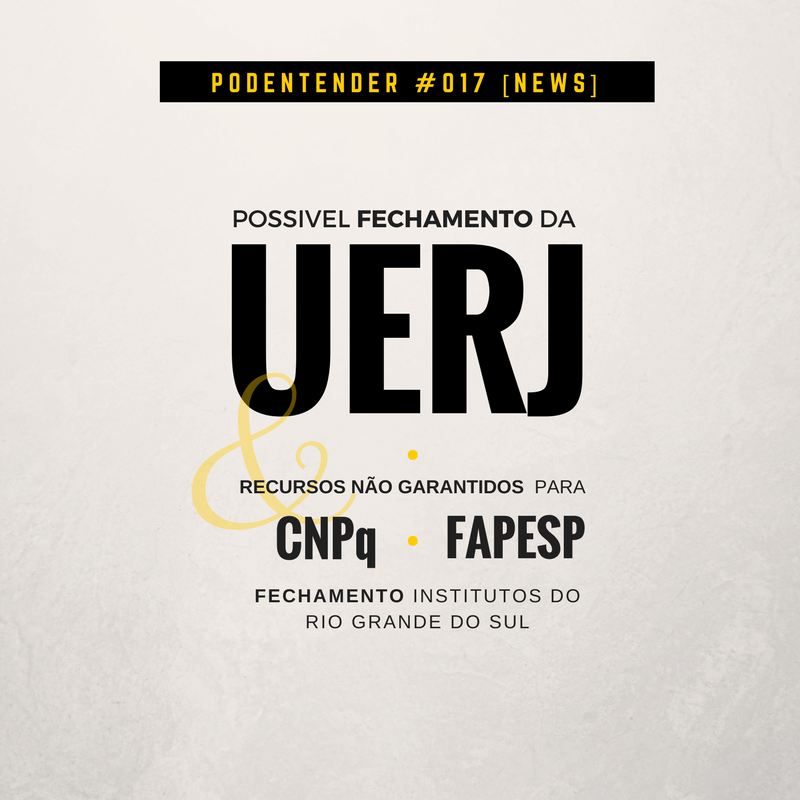 PODENTENDER #017 [NEWS]
POSSIVEL FECHAMENTO DA
UERJ
&
RECURSOS NÃO GARANTIDOS PARA
CNPq • FAPESP
FECHAMENTO INSTITUTOS DO
RIO GRANDE DO SUL